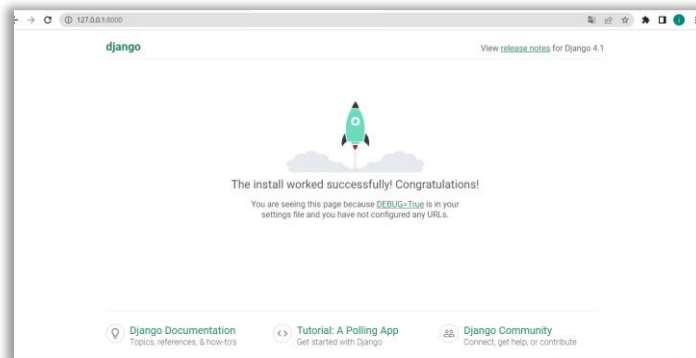 127.0.0.1:8000
django
View release notes for Django 4.1
The install worked successfully! Congratulations!
You are seeing this page because DEBUG=True is in your
settings file and you have not configured any URLs.
Django Documentation
Topics, references, & how-to's
Tutorial: A Polling App
Get started with Django
Django Community
Connect, get help, or contribute